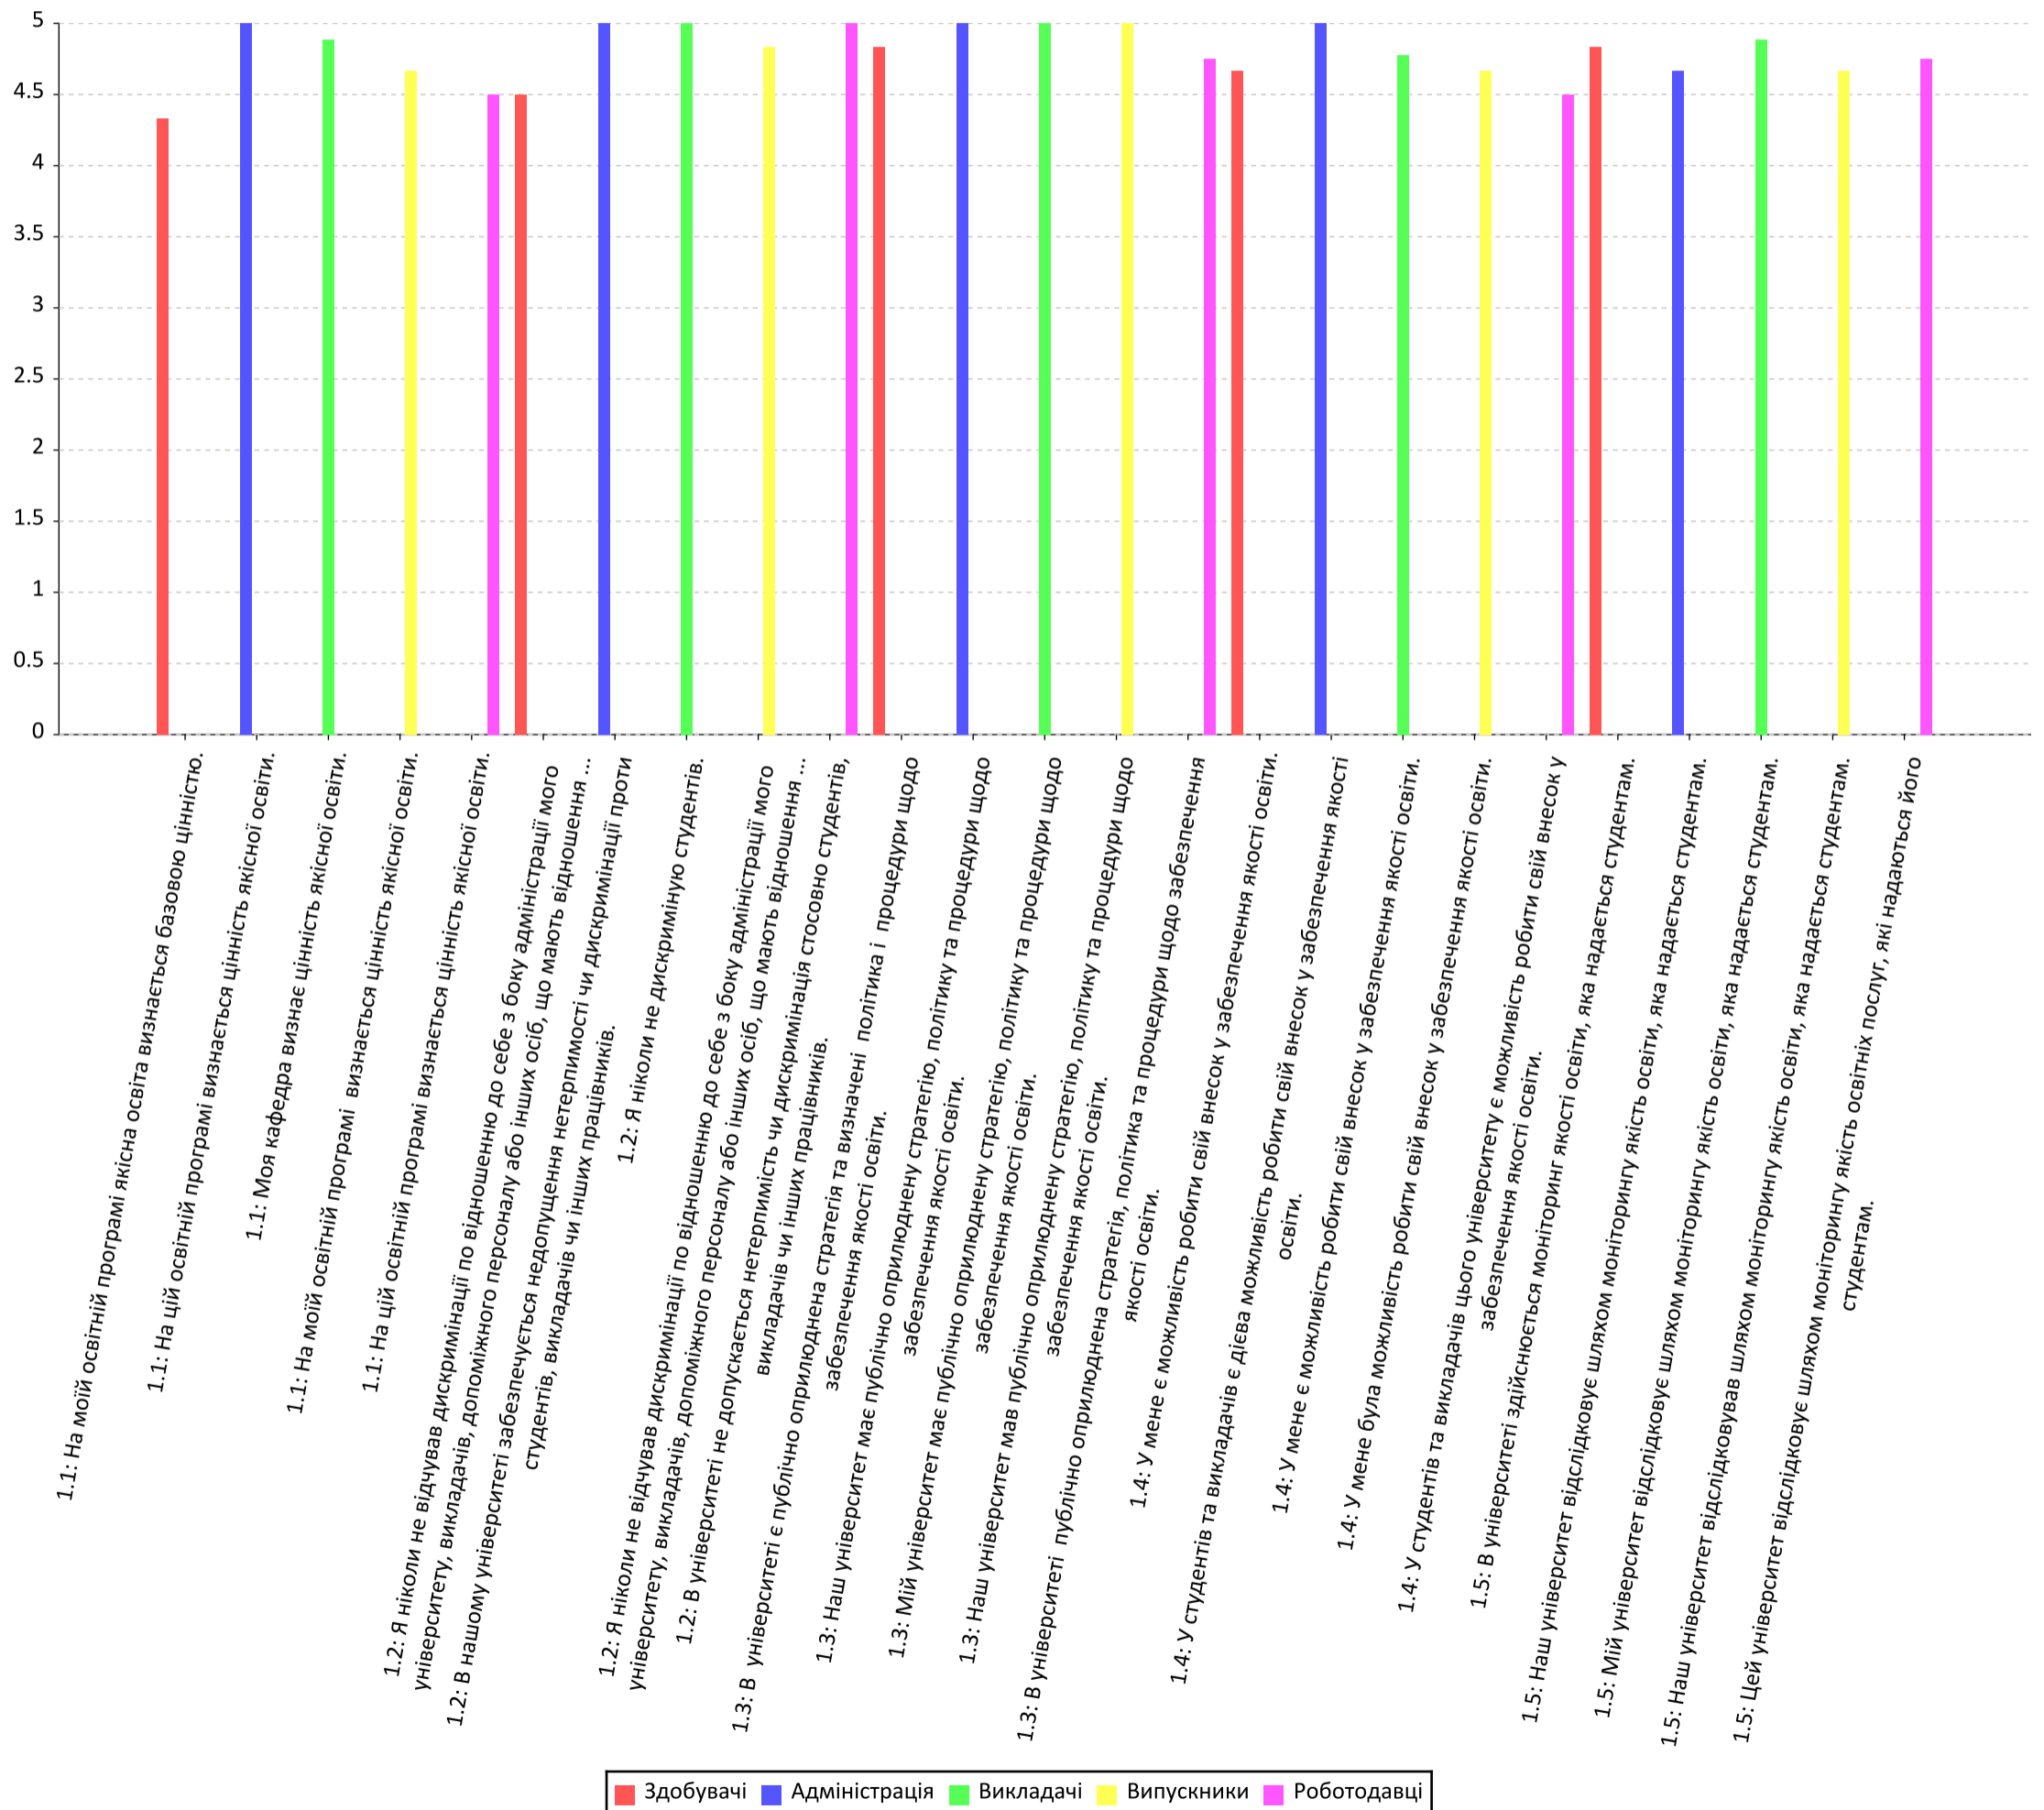 5
4.5
4
3.5
3
2.5
2
1.5
1
0.5
0
1.1: На моїй освітній програмі якісна освіта визнається базовою цінністю.
1.1: На цій освітній програмі визнається цінність якісної освіти.
1.1: Моя кафедра визнає цінність якісної освіти.
1.1: На моїй освітній програмі  визнається цінність якісної освіти.
1.1: На цій освітній програмі визнається цінність якісної освіти.
1.2: Я ніколи не відчував дискримінації по відношенню до себе з боку адміністрації мого
університету, викладачів, допоміжного персоналу або інших осіб, що мають відношення ...
1.2: В нашому університеті забезпечується недопущення нетерпимості чи дискримінації проти
студентів, викладачів чи інших працівників.
1.2: Я ніколи не дискриміную студентів.
1.2: Я ніколи не відчував дискримінації по відношенню до себе з боку адміністрації мого
університету, викладачів, допоміжного персоналу або інших осіб, що мають відношення ...
1.2: В університеті не допускається нетерпимість чи дискримінація стосовно студентів,
викладачів чи інших працівників.
1.3: В  університеті є публічно оприлюднена стратегія та визначені  політика і  процедури щодо
забезпечення якості освіти.
1.3: Наш університет має публічно оприлюднену стратегію, політику та процедури щодо
забезпечення якості освіти.
1.3: Мій університет має публічно оприлюднену стратегію, політику та процедури щодо
забезпечення якості освіти.
1.3: Наш університет мав публічно оприлюднену стратегію, політику та процедури щодо
забезпечення якості освіти.
1.3: В університеті  публічно оприлюднена стратегія, політика та процедури щодо забезпечення
якості освіти.
1.4: У мене є можливість робити свій внесок у забезпечення якості освіти.
1.4: У студентів та викладачів є дієва можливість робити свій внесок у забезпечення якості
освіти.
1.4: У мене є можливість робити свій внесок у забезпечення якості освіти.
1.4: У мене була можливість робити свій внесок у забезпечення якості освіти.
1.4: У студентів та викладачів цього університету є можливість робити свій внесок у
забезпечення якості освіти.
1.5: В університеті здійснюється моніторинг якості освіти, яка надається студентам.
1.5: Наш університет відслідковує шляхом моніторингу якість освіти, яка надається студентам.
1.5: Мій університет відслідковує шляхом моніторингу якість освіти, яка надається студентам.
1.5: Наш університет відслідковував шляхом моніторингу якість освіти, яка надається студентам.
1.5: Цей університет відслідковує шляхом моніторингу якість освітніх послуг, які надаються його
студентам.
Здобувачі Адміністрація Викладачі Випускники Роботодавці